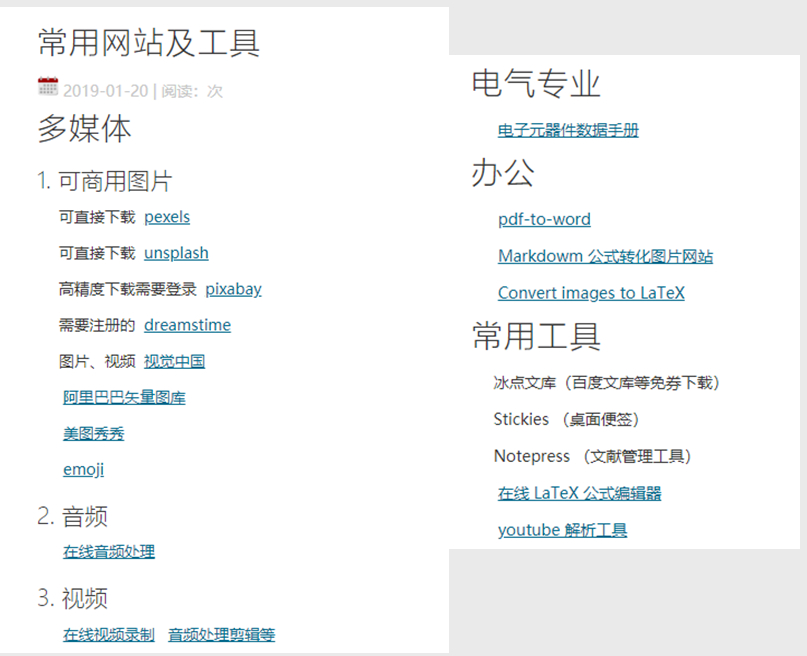 常用网站及工具
2019-01-20 | 阅读：次
多媒体
1. 可商用图片
可直接下载 pexels
可直接下载 unsplash
高精度下载需要登录 pixabay
需要注册的 dreamstime
图片、视频 视觉中国
阿里巴巴矢量图库
美图秀秀
emoji
2. 音频
在线音频处理
3. 视频
在线视频录制 音频处理剪辑等
电气专业
电子元器件数据手册
办公
pdf-to-word
Markdowm 公式转化图片网站
Convert images to LaTeX
常用工具
冰点文库（百度文库等免券下载）
Stickies （桌面便签）
Notepress （文献管理工具）
在线 LaTeX 公式编辑器
youtube 解析工具